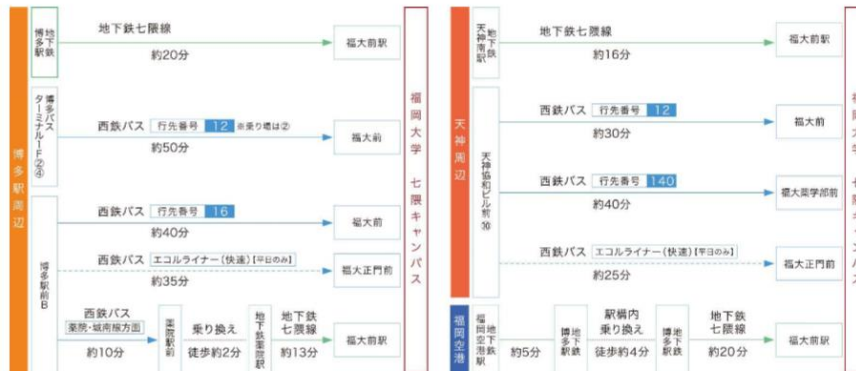 博多駅周辺
地下鉄
博多駅
地下鉄七隈線
約20分
福大前駅
博多バス
ターミナル1F
②④
西鉄バス 行先番号 12 ※乗り場は②
約50分
福大前
博多駅前B
西鉄バス 行先番号 16
約40分
福大前
西鉄バス エコルライナー(快速)【平日のみ】
約35分
福大正門前
西鉄バス
薬院・城南線方面
約10分
薬院駅前
乗り換え
徒歩約2分
地下鉄薬院駅
地下鉄
七隈線
約13分
福大前駅
福岡大学 七隈キャンパス
天神周辺
地下鉄
天神南駅
地下鉄七隈線
約16分
福大前駅
天神協和ビル前
西鉄バス 行先番号 12
約30分
福大前
西鉄バス 行先番号 140
約40分
福大薬学部前
西鉄バス エコルライナー(快速)【平日のみ】
約25分
福大正門前
福岡空港
地下鉄
福岡空港駅
約5分
地下鉄
博多駅
駅構内
乗り換え
徒歩約4分
地下鉄
博多駅
地下鉄
七隈線
約20分
福大前駅
福岡大学 七隈キャンパス